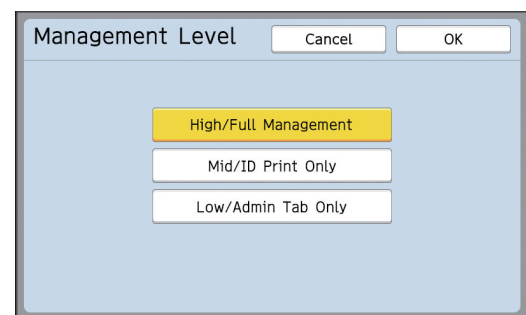 Management Level
Cancel
OK
High/Full Management
Mid/ID Print Only
Low/Admin Tab Only